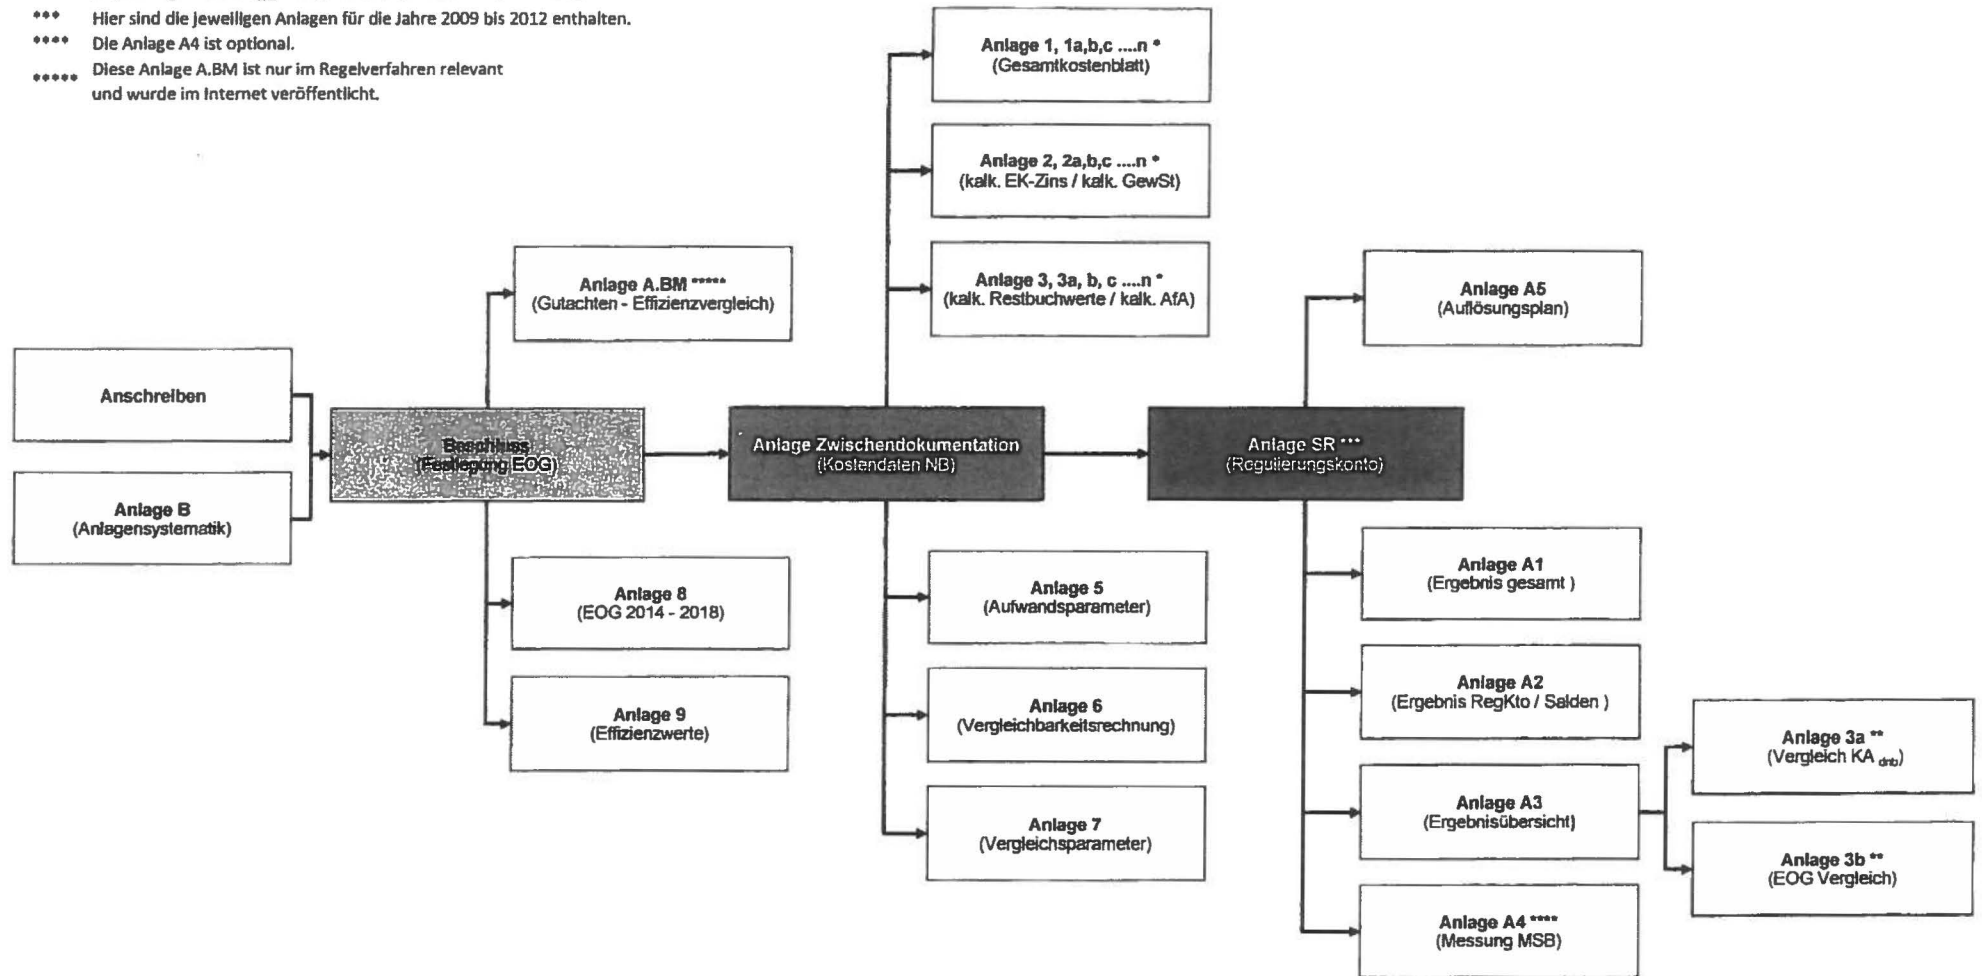 *** Hier sind die jeweiligen Anlagen für die Jahre 2009 bis 2012 enthalten.
**** Die Anlage A4 ist optional.
***** Diese Anlage A.BM ist nur im Regelverfahren relevant
und wurde im Internet veröffentlicht.
Anlage 1, 1a,b,c ....n *
(Gesamtkostenblatt)
Anlage 2, 2a,b,c ....n *
(kalk. EK-Zins / kalk. GewSt)
Anlage A.BM *****
(Gutachten - Effizienzvergleich)
Anlage 3, 3a, b, c ....n *
(kalk. Restbuchwerte / kalk. AfA)
Anlage A5
(Auflösungsplan)
Anschreiben
Beschluss
(Festlegung EOG)
Anlage Zwischendokumentation
(Kostendaten NB)
Anlage SR ***
(Regulierungskonto)
Anlage B
(Anlagensystematik)
Anlage 8
(EOG 2014 - 2018)
Anlage 5
(Aufwandsparameter)
Anlage A1
(Ergebnis gesamt )
Anlage 9
(Effizienzwerte)
Anlage 6
(Vergleichbarkeitsrechnung)
Anlage A2
(Ergebnis RegKto / Salden )
Anlage 7
(Vergleichsparameter)
Anlage A3
(Ergebnisübersicht)
Anlage 3a **
(Vergleich KA dnb)
Anlage 3b **
(EOG Vergleich)
Anlage A4 ****
(Messung MSB)